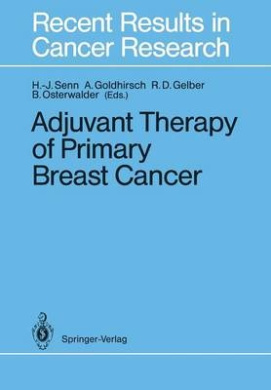 Recent Results in
Cancer Research
H.-J. Senn A. Goldhirsch R. D. Gelber
B. Osterwalder (Eds.)
Adjuvant Therapy
of Primary
Breast Cancer
Springer-Verlag